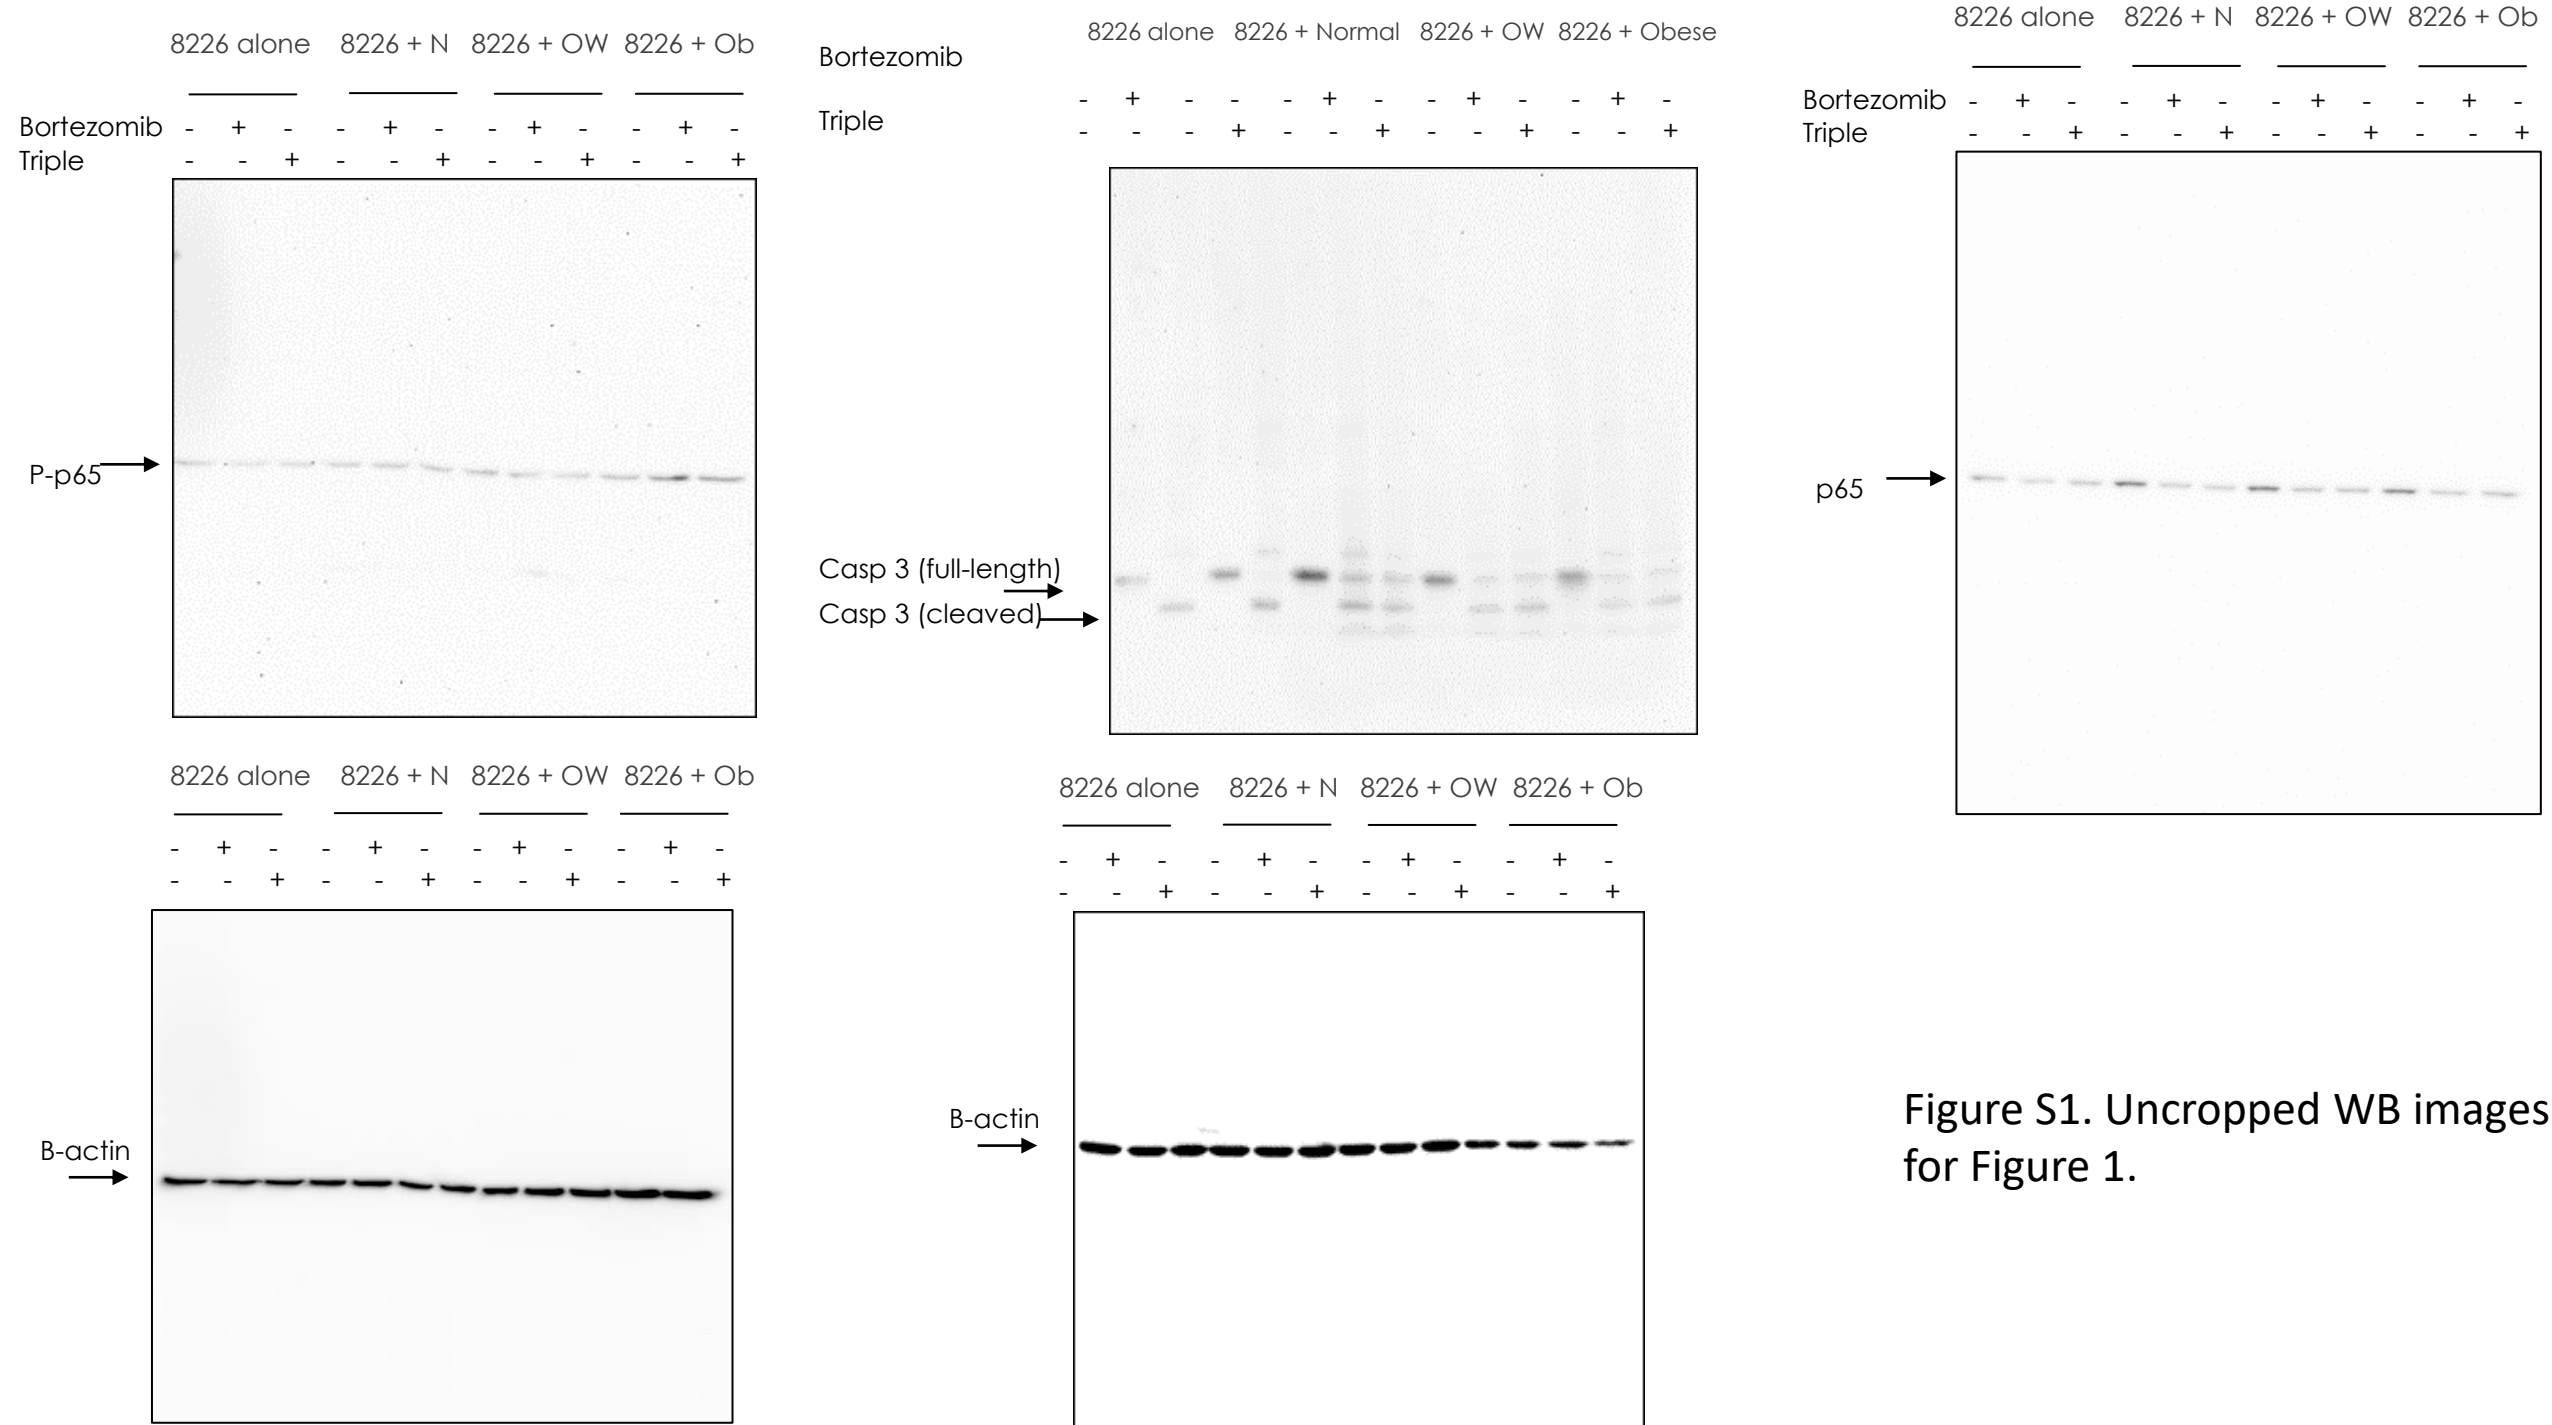 8226 alone 8226 + N 8226 + OW 8226 + Ob
Bortezomib - + - - + - - + - - + -
Triple - - + - - + - - + - - +
P-p65
8226 alone 8226 + Normal 8226 + OW 8226 + Obese
Bortezomib
- + - - - + - - + - - + -
Triple
- - - + - - + - - + - - +
Casp 3 (full-length)
Casp 3 (cleaved)
8226 alone 8226 + N 8226 + OW 8226 + Ob
Bortezomib - + - - + - - + - - + -
Triple - - + - - + - - + - - +
p65
8226 alone 8226 + N 8226 + OW 8226 + Ob
- + - - + - - + - - + -
- - + - - + - - + - - +
B-actin
8226 alone 8226 + N 8226 + OW 8226 + Ob
- + - - + - - + - - + -
- - + - - + - - + - - +
B-actin
Figure S1. Uncropped WB images
for Figure 1.